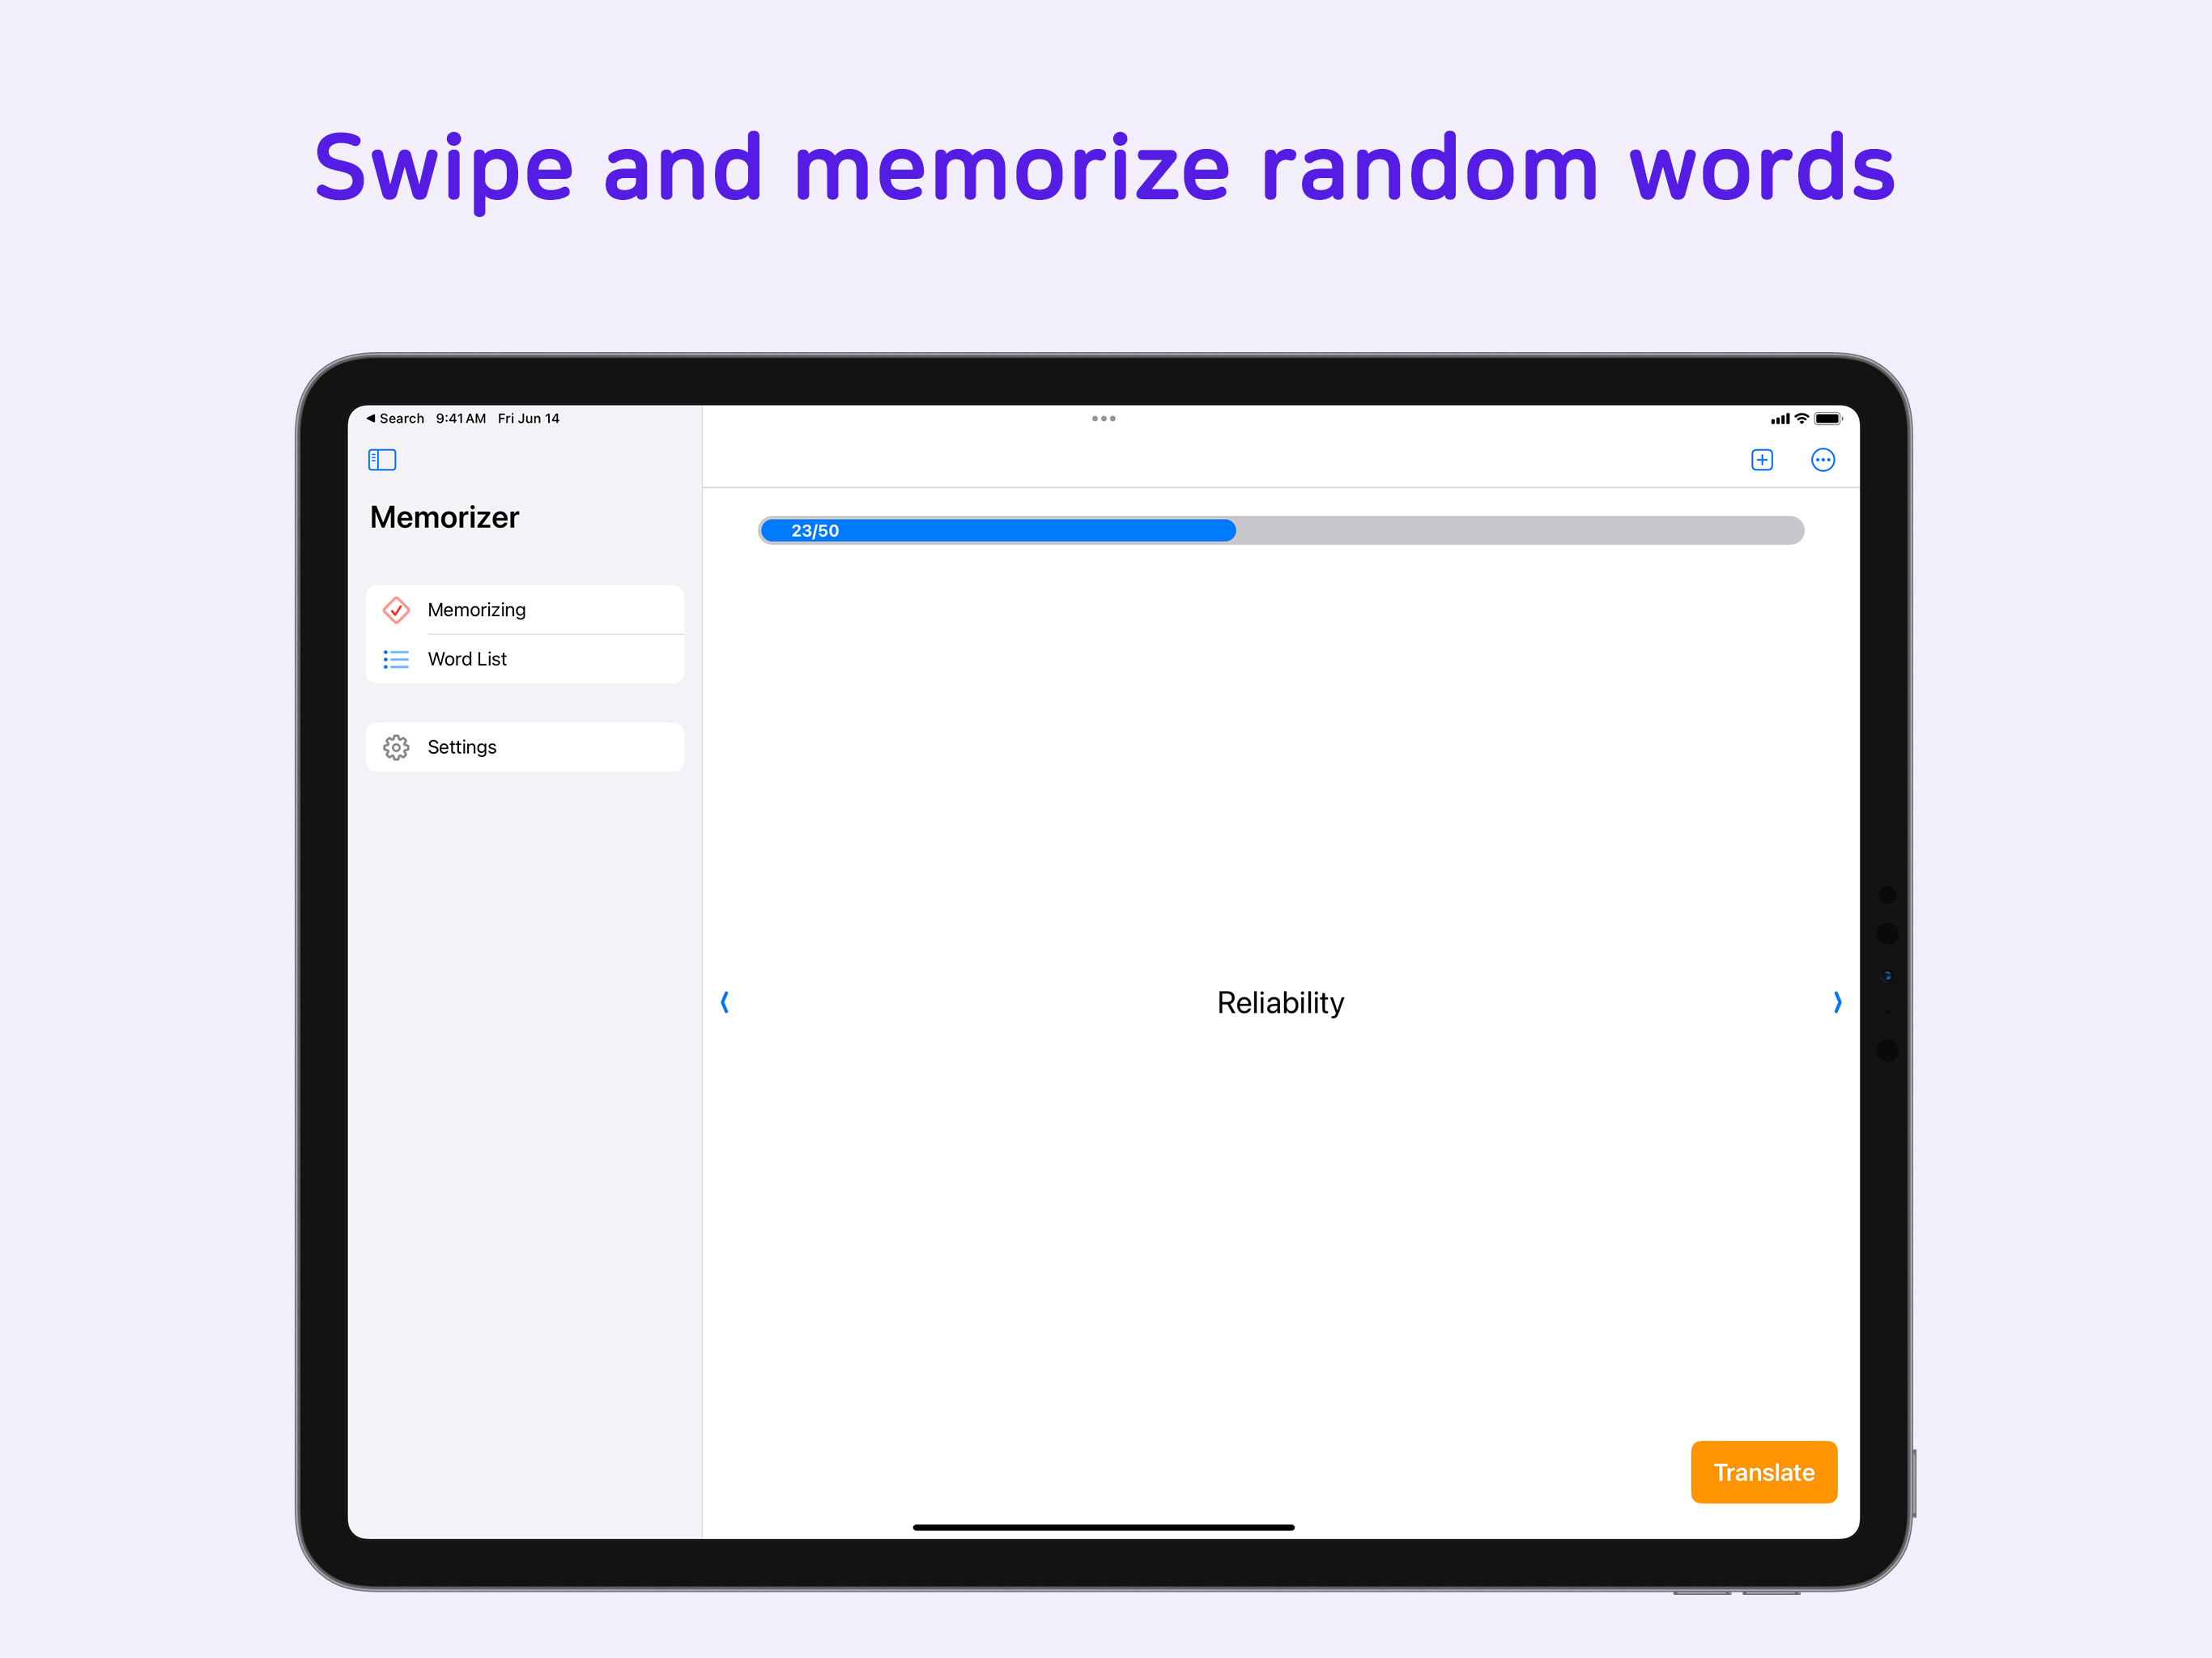 Swipe and memorize random words
Search 9:41 AM Fri Jun 14
Memorizer
23/50
Memorizing
Word List
Settings
Reliability
Translate